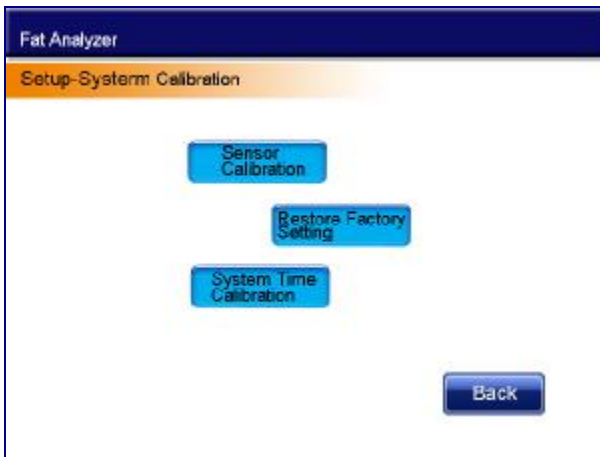 Fat Analyzer
Setup-Systerm Calibration
Sensor
Calibration
Restore Factory
Setting
System Time
Calibration
Back